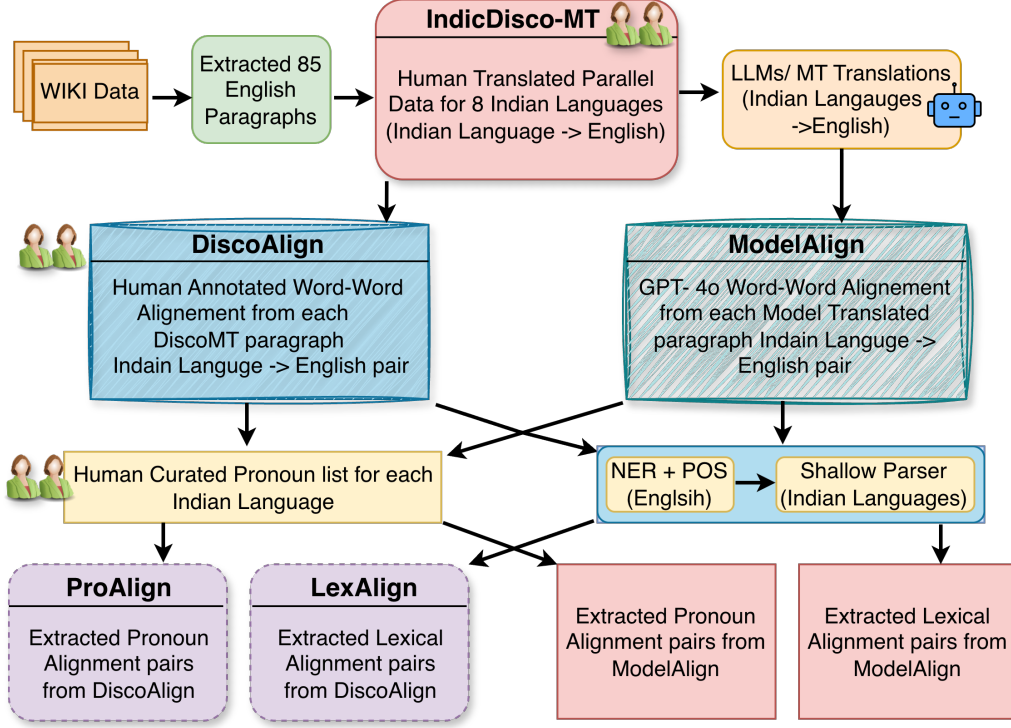 WIKI Data
Extracted 85
English
Paragraphs
IndicDisco-MT
Human Translated Parallel
Data for 8 Indian Languages
(Indian Language -> English)
LLMs/ MT Translations
(Indian Langauges
->English)
DiscoAlign
Human Annotated Word-Word
Alignement from each
DiscoMT paragraph
Indain Languge -> English pair
ModelAlign
GPT- 4o Word-Word Alignement
from each Model Translated
paragraph Indain Languge ->
English pair
Human Curated Pronoun list for each
Indian Language
NER + POS
(Englsih)
Shallow Parser
(Indian Languages)
ProAlign
Extracted Pronoun
Alignment pairs
from DiscoAlign
LexAlign
Extracted Lexical
Alignment pairs
from DiscoAlign
Extracted Pronoun
Alignment pairs from
ModelAlign
Extracted Lexical
Alignment pairs from
ModelAlign